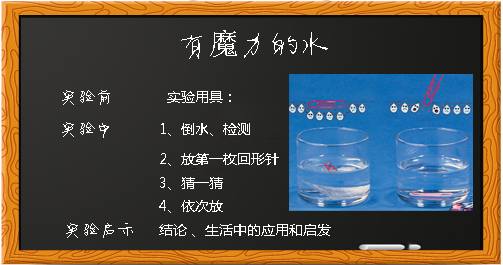 有魔力的水
实验前 实验用具：
实验中 1、倒水、检测
2、放第一枚回形针
3、猜一猜
4、依次放
实验启示 结论、生活中的应用和启发